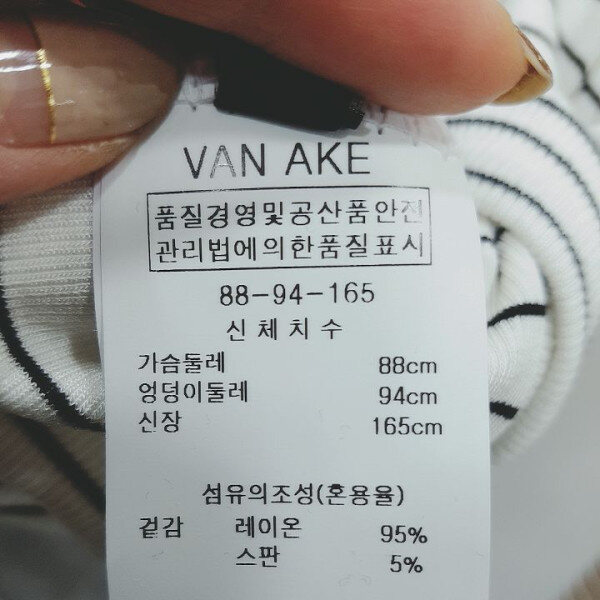 VAN AKE
품질경영및공산품안전
관리법에의한품질표시
88-94-165
신체치수
가슴둘레 88cm
엉덩이둘레 94cm
신장 165cm
섬유의조성(혼용율)
겉감 레이온 95%
스판 5%